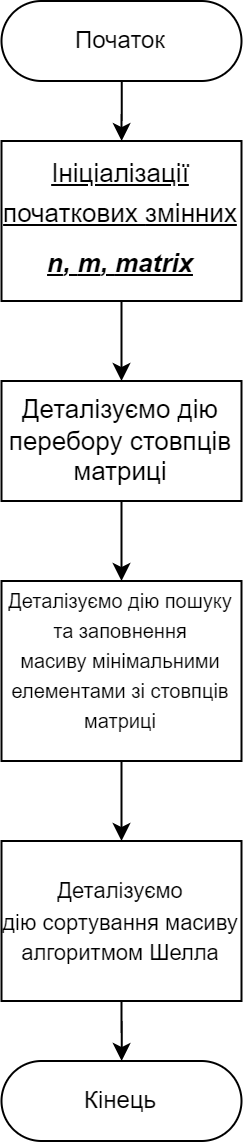 Початок
Ініціалізації
початкових змінних
n, m, matrix
Деталізуємо дію
перебору стовпців
матриці
Деталізуємо дію пошуку
та заповнення
масиву мінімальними
елементами зі стовпців
матриці
Деталізуємо
дію сортування масиву
алгоритмом Шелла
Кінець